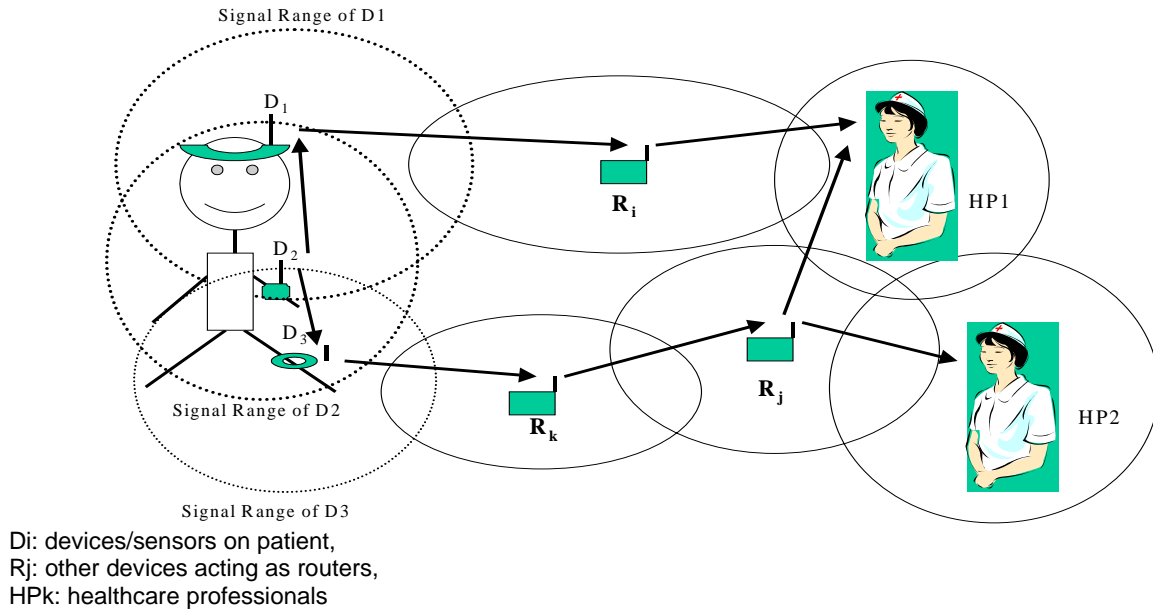 Signal Range of D1
D1
Ri
HP1
D2
D3
Rj
Signal Range of D2
Rk
HP2
Signal Range of D3
Di: devices/sensors on patient,
Rj: other devices acting as routers,
HPk: healthcare professionals